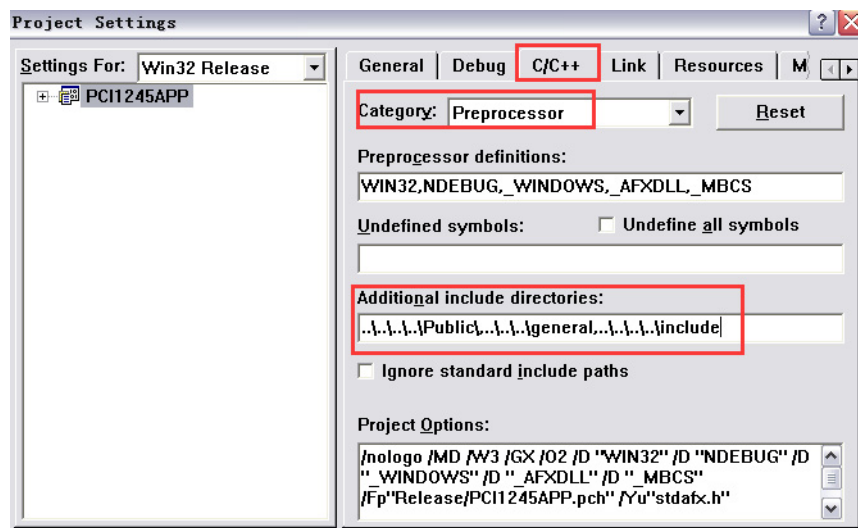 Project Settings
Settings For: Win32 Release
PCI1245APP
General Debug C/C++ Link Resources M
Category: Preprocessor Reset
Preprocessor definitions:
WIN32,NDEBUG,_WINDOWS,_AFXDLL,_MBCS
Undefined symbols: Undefine all symbols
Additional include directories:
..\..\..\..\Public\,..\..\..\general,..\..\..\..\include
Ignore standard include paths
Project Options:
/nologo /MD /W3 /GX /O2 /D "WIN32" /D "NDEBUG" /D
"_WINDOWS" /D "_AFXDLL" /D "_MBCS"
/Fp"Release/PCI1245APP.pch" /Yu"stdafx.h"